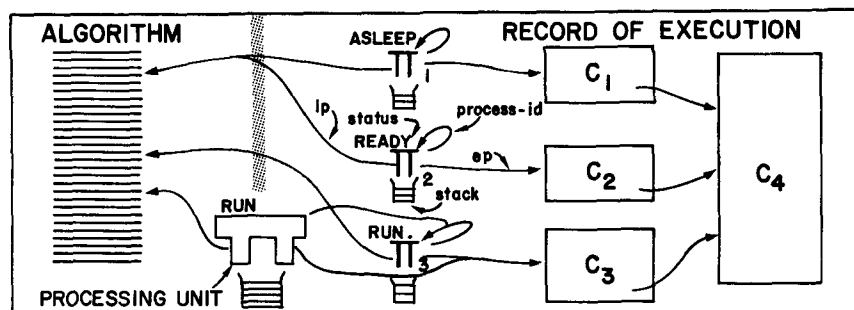 ALGORITHM
RECORD OF EXECUTION
ASLEEP
1
C1
ip
status
READY
process-id
2
ep
C2
C4
stack
RUN
RUN.
3
C3
PROCESSING UNIT